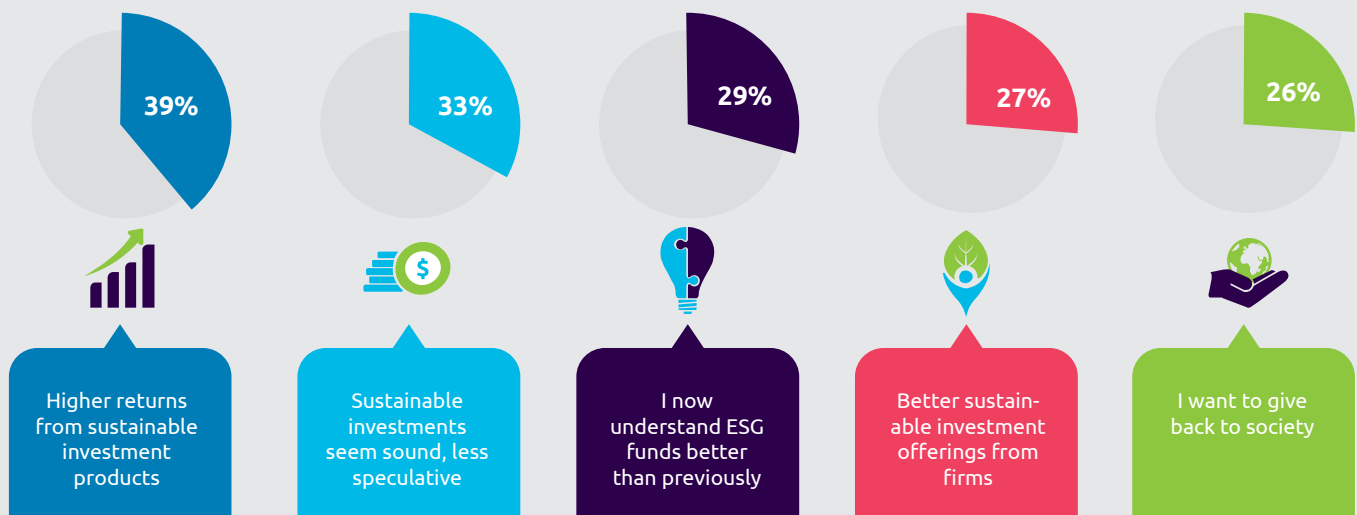 39%
33%
29%
27%
26%
$
Higher returns
from sustainable
investment
products
Sustainable
investments
seem sound, less
speculative
I now
understand ESG
funds better
than previously
Better sustain-
able investment
offerings from
firms
I want to give
back to society